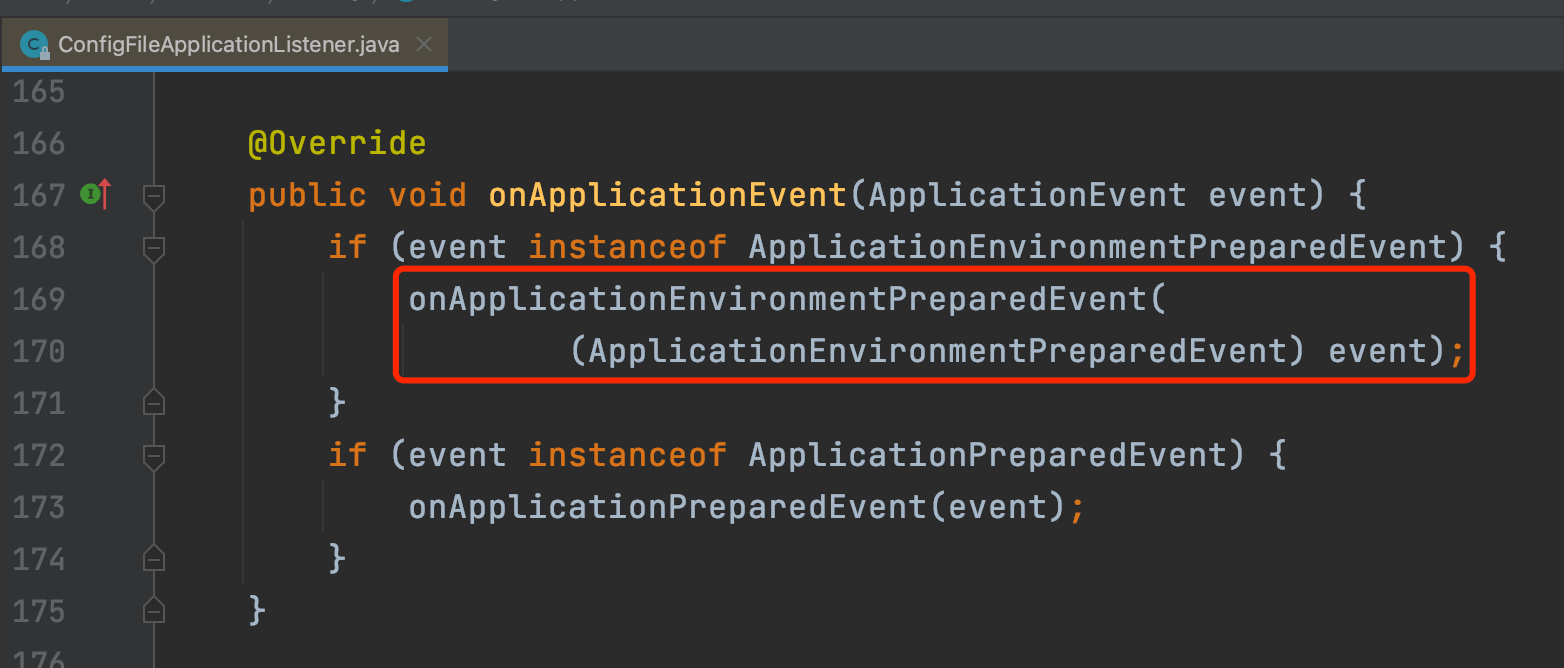 ConfigFileApplicationListener.java
165
166 @Override
167 public void onApplicationEvent(ApplicationEvent event) {
168 if (event instanceof ApplicationEnvironmentPreparedEvent) {
169 onApplicationEnvironmentPreparedEvent(
170 (ApplicationEnvironmentPreparedEvent) event);
171 }
172 if (event instanceof ApplicationPreparedEvent) {
173 onApplicationPreparedEvent(event);
174 }
175 }
176